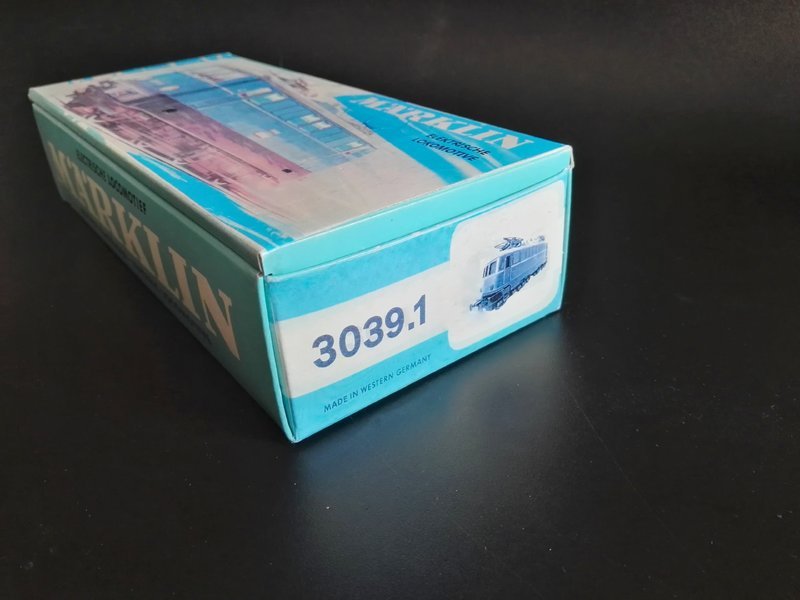 MÄRKLIN
ELEKTRISCHE
LOKOMOTIVE
MÄRKLIN
3039.1
MADE IN WESTERN GERMANY